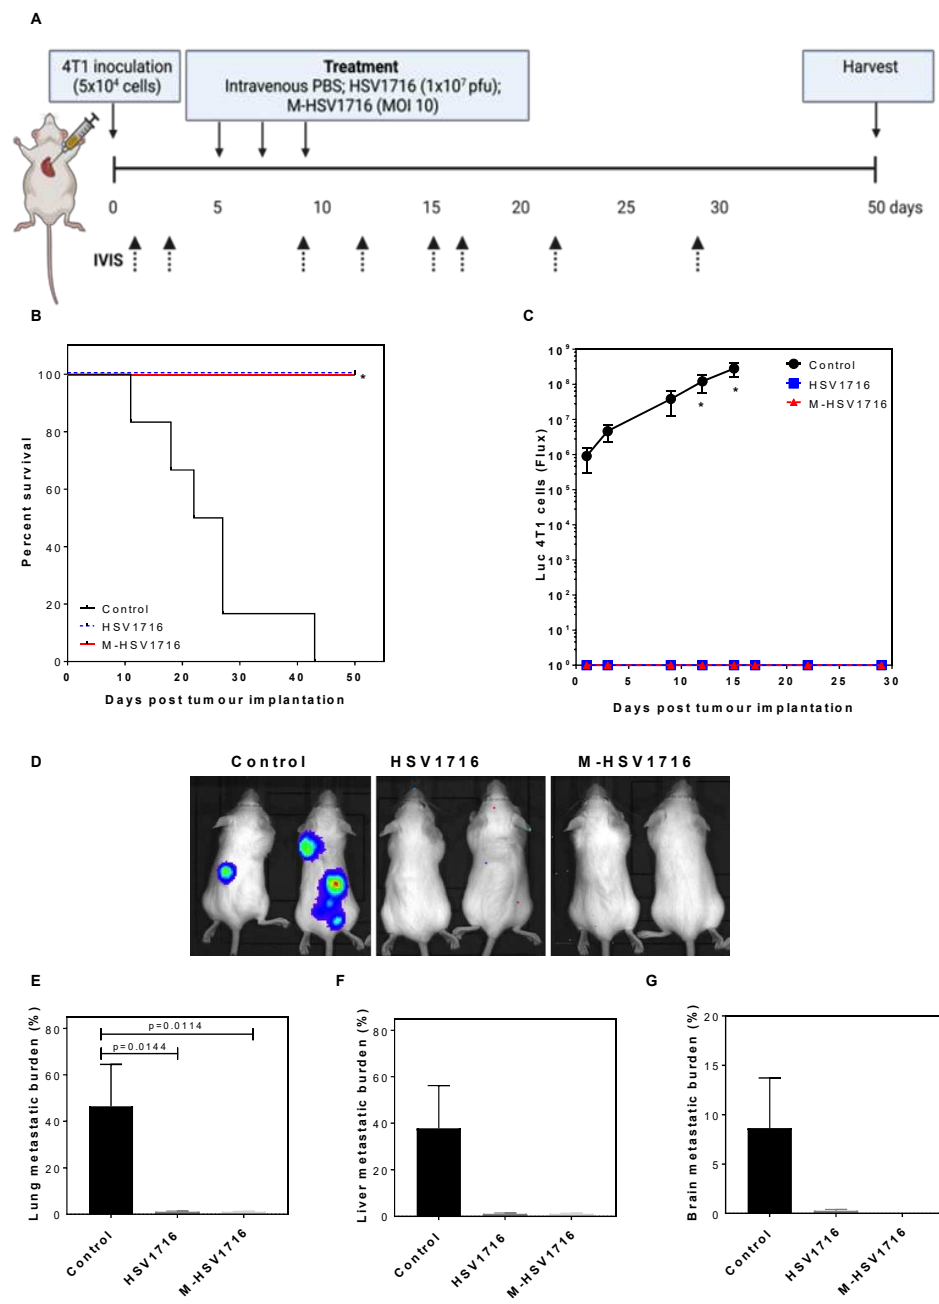 A
4T1 inoculation
(5x10⁴ cells)
Treatment
Intravenous PBS; HSV1716 (1x10⁷ pfu);
M-HSV1716 (MOI 10)
Harvest
0 5 10 15 20 25 30 50 days
IVIS
B
Percent survival
100
80
60
40
20
0
Control
HSV1716
M-HSV1716
*
0 10 20 30 40 50
Days post tumour implantation
C
Luc 4T1 cells (Flux)
10⁹
10⁸
10⁷
10⁶
10⁵
10⁴
10³
10²
10¹
10⁰
Control
HSV1716
M-HSV1716
*
*
0 5 10 15 20 25 30
Days post tumour implantation
D
Control HSV1716 M-HSV1716
E
Lung metastatic burden (%)
80
60
40
20
0
p=0.0114
p=0.0144
Control
HSV1716
M-HSV1716
F
Liver metastatic burden (%)
80
60
40
20
0
Control
HSV1716
M-HSV1716
G
Brain metastatic burden (%)
20
15
10
5
0
Control
HSV1716
M-HSV1716